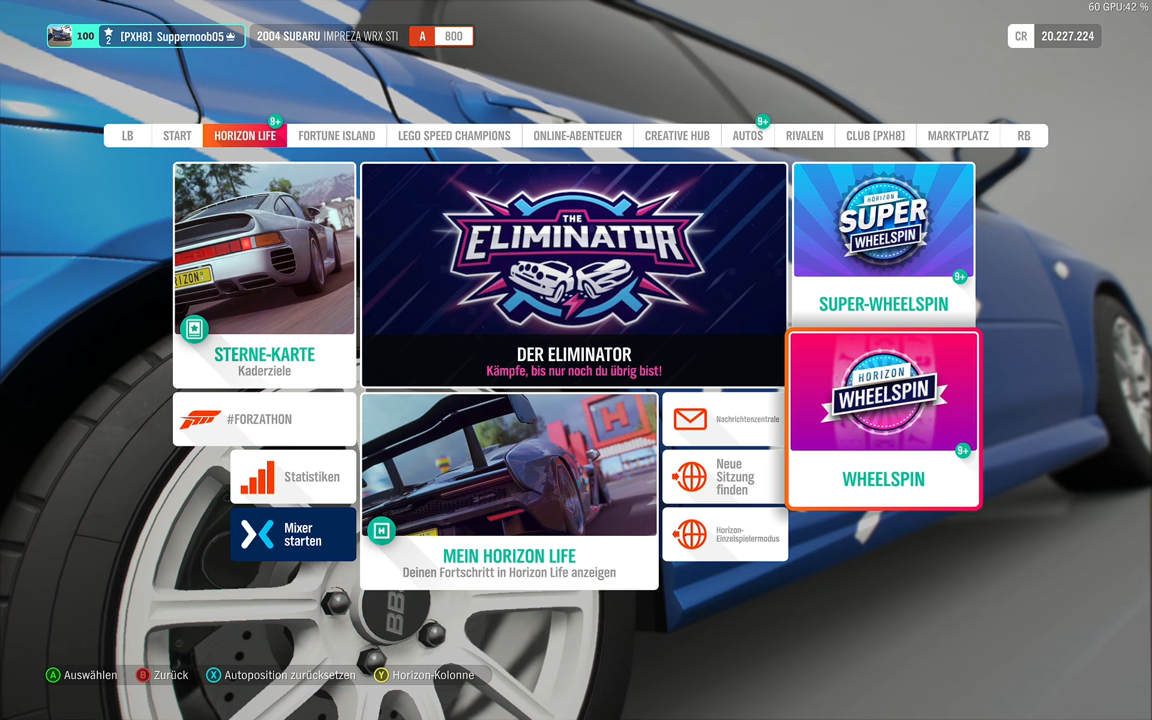 60 GPU:42 %
100 2 [PXH8] Suppernoob05 2004 SUBARU IMPREZA WRX STI A 800
CR 20.227.224
9+ 9+
LB START HORIZON LIFE FORTUNE ISLAND LEGO SPEED CHAMPIONS ONLINE-ABENTEUER CREATIVE HUB AUTOS RIVALEN CLUB [PXH8] MARKTPLATZ RB
RIZON
STERNE-KARTE
Kaderziele
THE
ELIMINATOR
DER ELIMINATOR
Kämpfe, bis nur noch du übrig bist!
HORIZON
SUPER
WHEELSPIN
9+
SUPER-WHEELSPIN
#FORZATHON
Statistiken
Mixer
starten
H
H
MEIN HORIZON LIFE
Deinen Fortschritt in Horizon Life anzeigen
Nachrichtenzentrale
Neue
Sitzung
finden
Horizon-
Einzelspielermodus
HORIZON
WHEELSPIN
9+
WHEELSPIN
BBS
A Auswählen B Zurück X Autoposition zurücksetzen Y Horizon-Kolonne